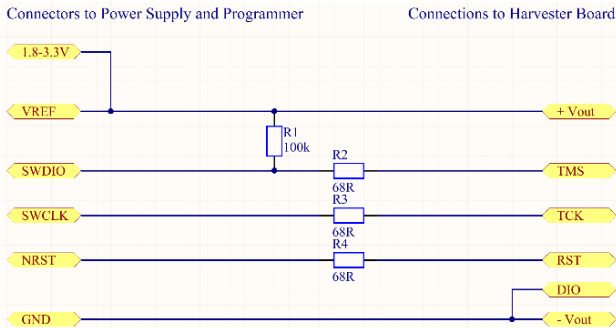 Connectors to Power Supply and Programmer Connections to Harvester Board
1.8-3.3V
VREF + Vout
R1
100k
R2
SWDIO TMS
68R
R3
SWCLK TCK
68R
R4
NRST RST
68R
DIO
GND - Vout